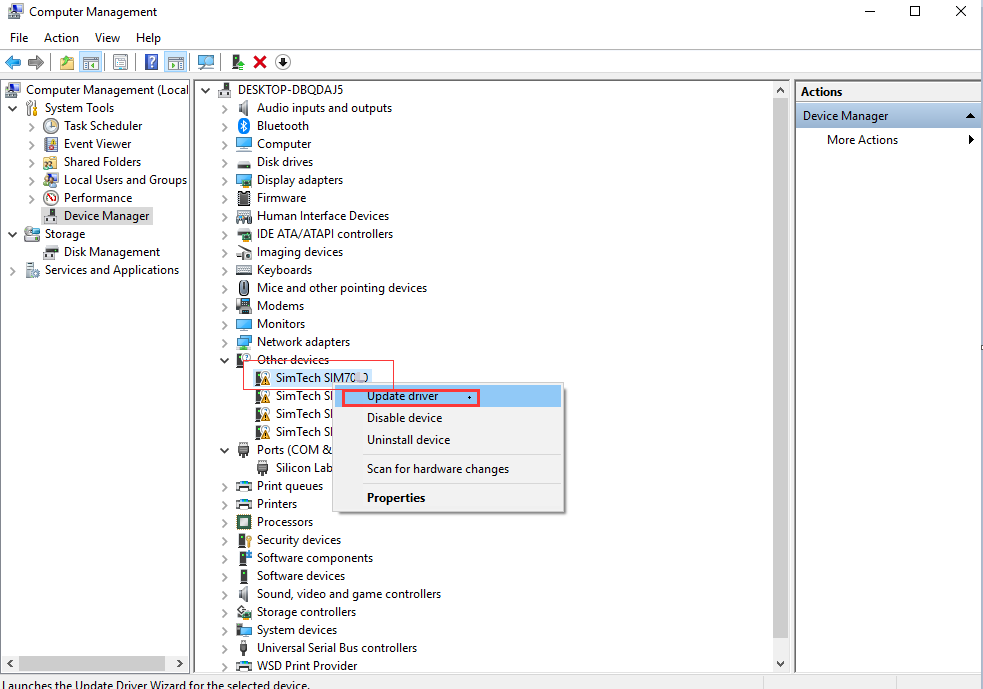 Computer Management
File Action View Help
Computer Management (Local
System Tools
Task Scheduler
Event Viewer
Shared Folders
Local Users and Groups
Performance
Device Manager
Storage
Disk Management
Services and Applications
DESKTOP-DBQDAJ5
Audio inputs and outputs
Bluetooth
Computer
Disk drives
Display adapters
Firmware
Human Interface Devices
IDE ATA/ATAPI controllers
Imaging devices
Keyboards
Mice and other pointing devices
Modems
Monitors
Network adapters
Other devices
SimTech
SimTech
SimTech
SimTech
Ports (COM &
Silicon Lab
Print queues
Printers
Processors
Security devices
Software components
Software devices
Sound, video and game controllers
Storage controllers
System devices
Universal Serial Bus controllers
WSD Print Provider
Update driver
Disable device
Uninstall device
Scan for hardware changes
Properties
Actions
Device Manager
More Actions
Launches the Update Driver Wizard for the selected device.